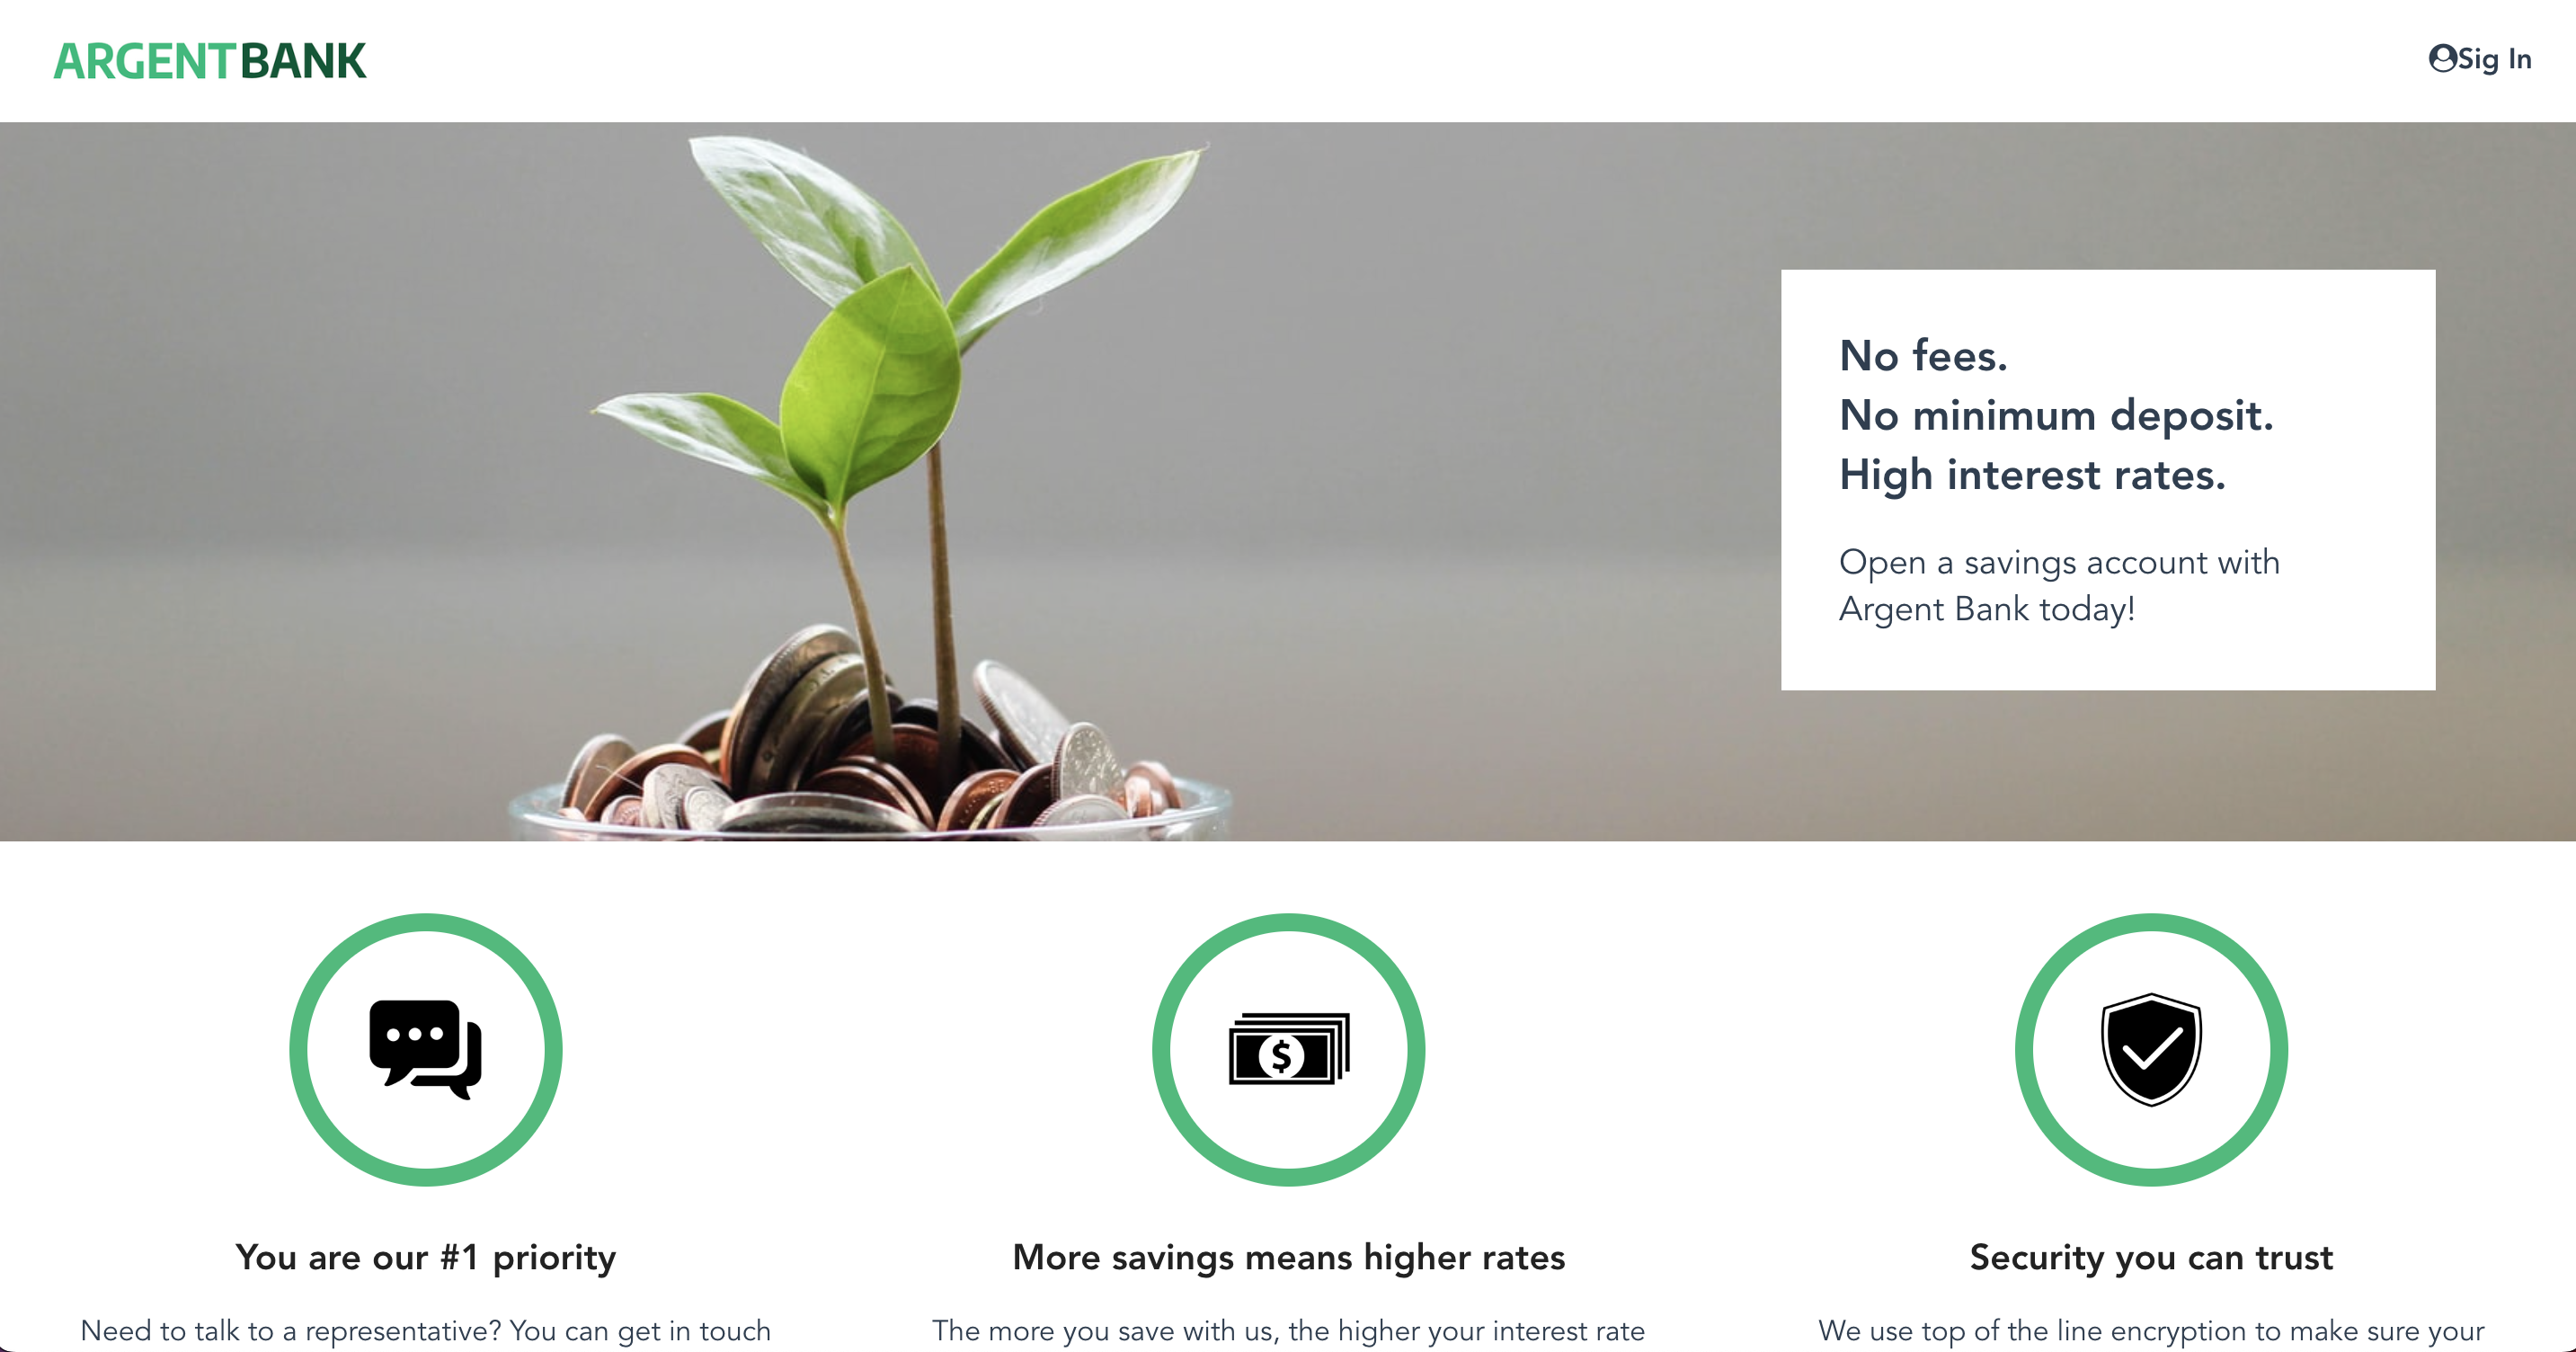 ARGENTBANK
Sig In
No fees.
No minimum deposit.
High interest rates.
Open a savings account with
Argent Bank today!
$
You are our #1 priority
More savings means higher rates
Security you can trust
Need to talk to a representative? You can get in touch
The more you save with us, the higher your interest rate
We use top of the line encryption to make sure your